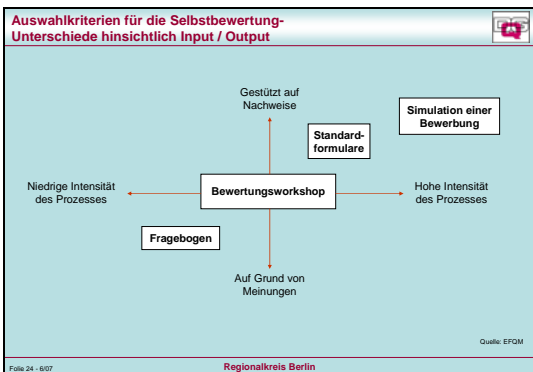 Auswahlkriterien für die Selbstbewertung-
Unterschiede hinsichtlich Input / Output
DGQ
Gestützt auf
Nachweise
Simulation einer
Bewerbung
Standard-
formulare
Niedrige Intensität
des Prozesses
Bewertungsworkshop
Hohe Intensität
des Prozesses
Fragebogen
Auf Grund von
Meinungen
Quelle: EFQM
Folie 24 - 6/07
Regionalkreis Berlin